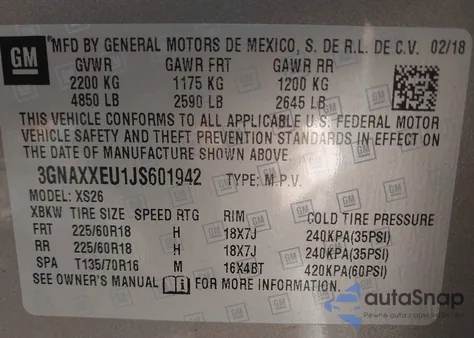 GM MFD BY GENERAL MOTORS DE MEXICO, S. DE R.L. DE C.V. 02/18
GVWR GAWR FRT GAWR RR
2200 KG 1175 KG 1200 KG
4850 LB 2590 LB 2645 LB
THIS VEHICLE CONFORMS TO ALL APPLICABLE U.S. FEDERAL MOTOR
VEHICLE SAFETY AND THEFT PREVENTION STANDARDS IN EFFECT ON
THE DATE OF MANUFACTURE SHOWN ABOVE.
3GNAXXEU1JS601942 TYPE: M.P.V.
MODEL: XS26
XBKW TIRE SIZE SPEED RTG RIM COLD TIRE PRESSURE
FRT 225/60R18 H 18X7J 240KPA(35PSI)
RR 225/60R18 H 18X7J 240KPA(35PSI)
SPA T135/70R16 M 16X4BT 420KPA(60PSI)
SEE OWNER'S MANUAL FOR MORE INFORMATION.
autoSnap
Pewne auta z